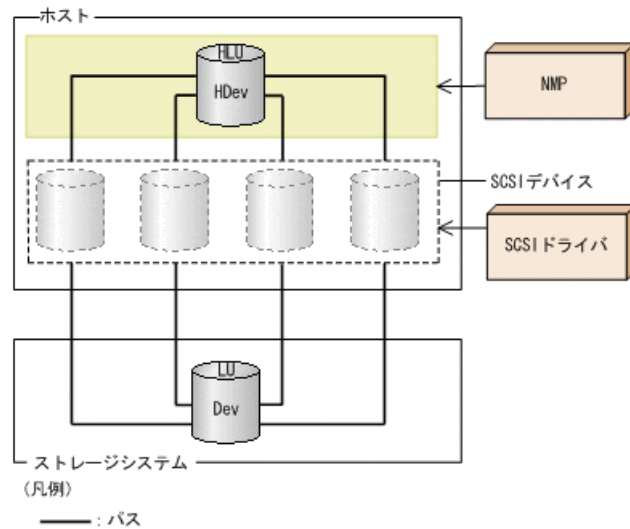 ホスト
HLU
HDev
NMP
SCSIデバイス
SCSIドライバ
LU
Dev
ストレージシステム
(凡例)
: パス